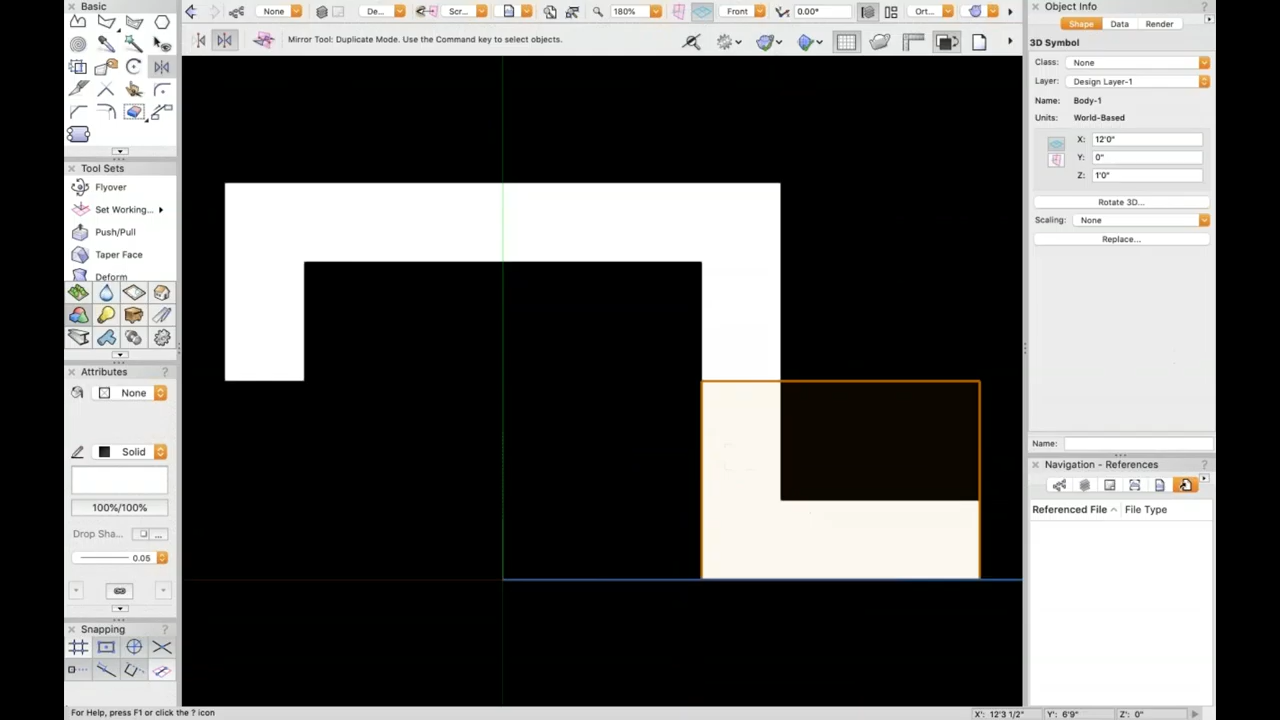 Basic
None
De...
Scr...
180%
Front
0.00°
Ort...
Mirror Tool: Duplicate Mode. Use the Command key to select objects.
Tool Sets
Flyover
Set Working...
Push/Pull
Taper Face
Deform
Attributes
?
None
Solid
100%/100%
Drop Sha...
...
0.05
Snapping
?
For Help, press F1 or click the ? icon
X': 12'3 1/2"
Y': 6'9"
Z': 0"
Object Info
?
Shape
Data
Render
3D Symbol
Class:
None
Layer:
Design Layer-1
Name:
Body-1
Units:
World-Based
X:
12'0"
Y:
0"
Z:
1'0"
Rotate 3D...
Scaling:
None
Replace...
Name:
Navigation - References
?
Referenced File
File Type